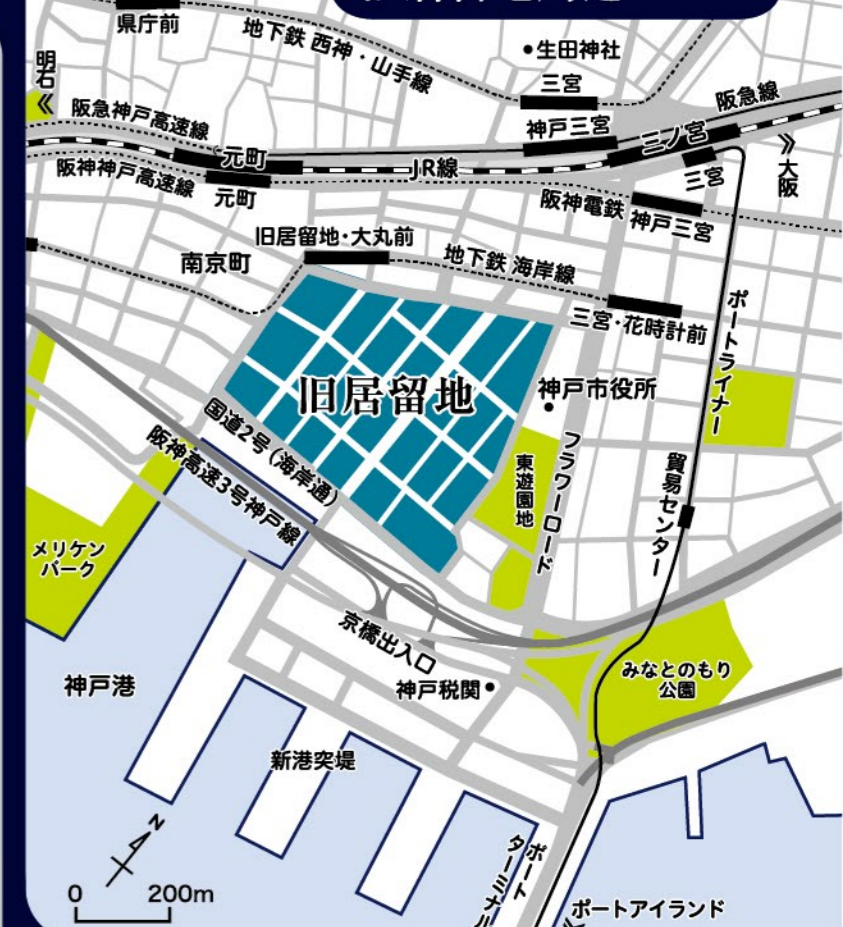 県庁前
地下鉄 西神・山手線
生田神社
三宮
明石
阪急神戸高速線
阪急線
神戸三宮
三ノ宮
元町
JR線
三宮
大阪
阪神神戸高速線
元町
阪神電鉄
神戸三宮
旧居留地・大丸前
南京町
地下鉄 海岸線
三宮・花時計前
ポートライナー
旧居留地
神戸市役所
国道2号(海岸通)
阪神高速3号神戸線
東遊園地
フラワーロード
貿易センター
メリケン
パーク
京橋出入口
みなとのもり
公園
神戸港
神戸税関
新港突堤
N
0 200m
ポート
ターミナル
ポートアイランド